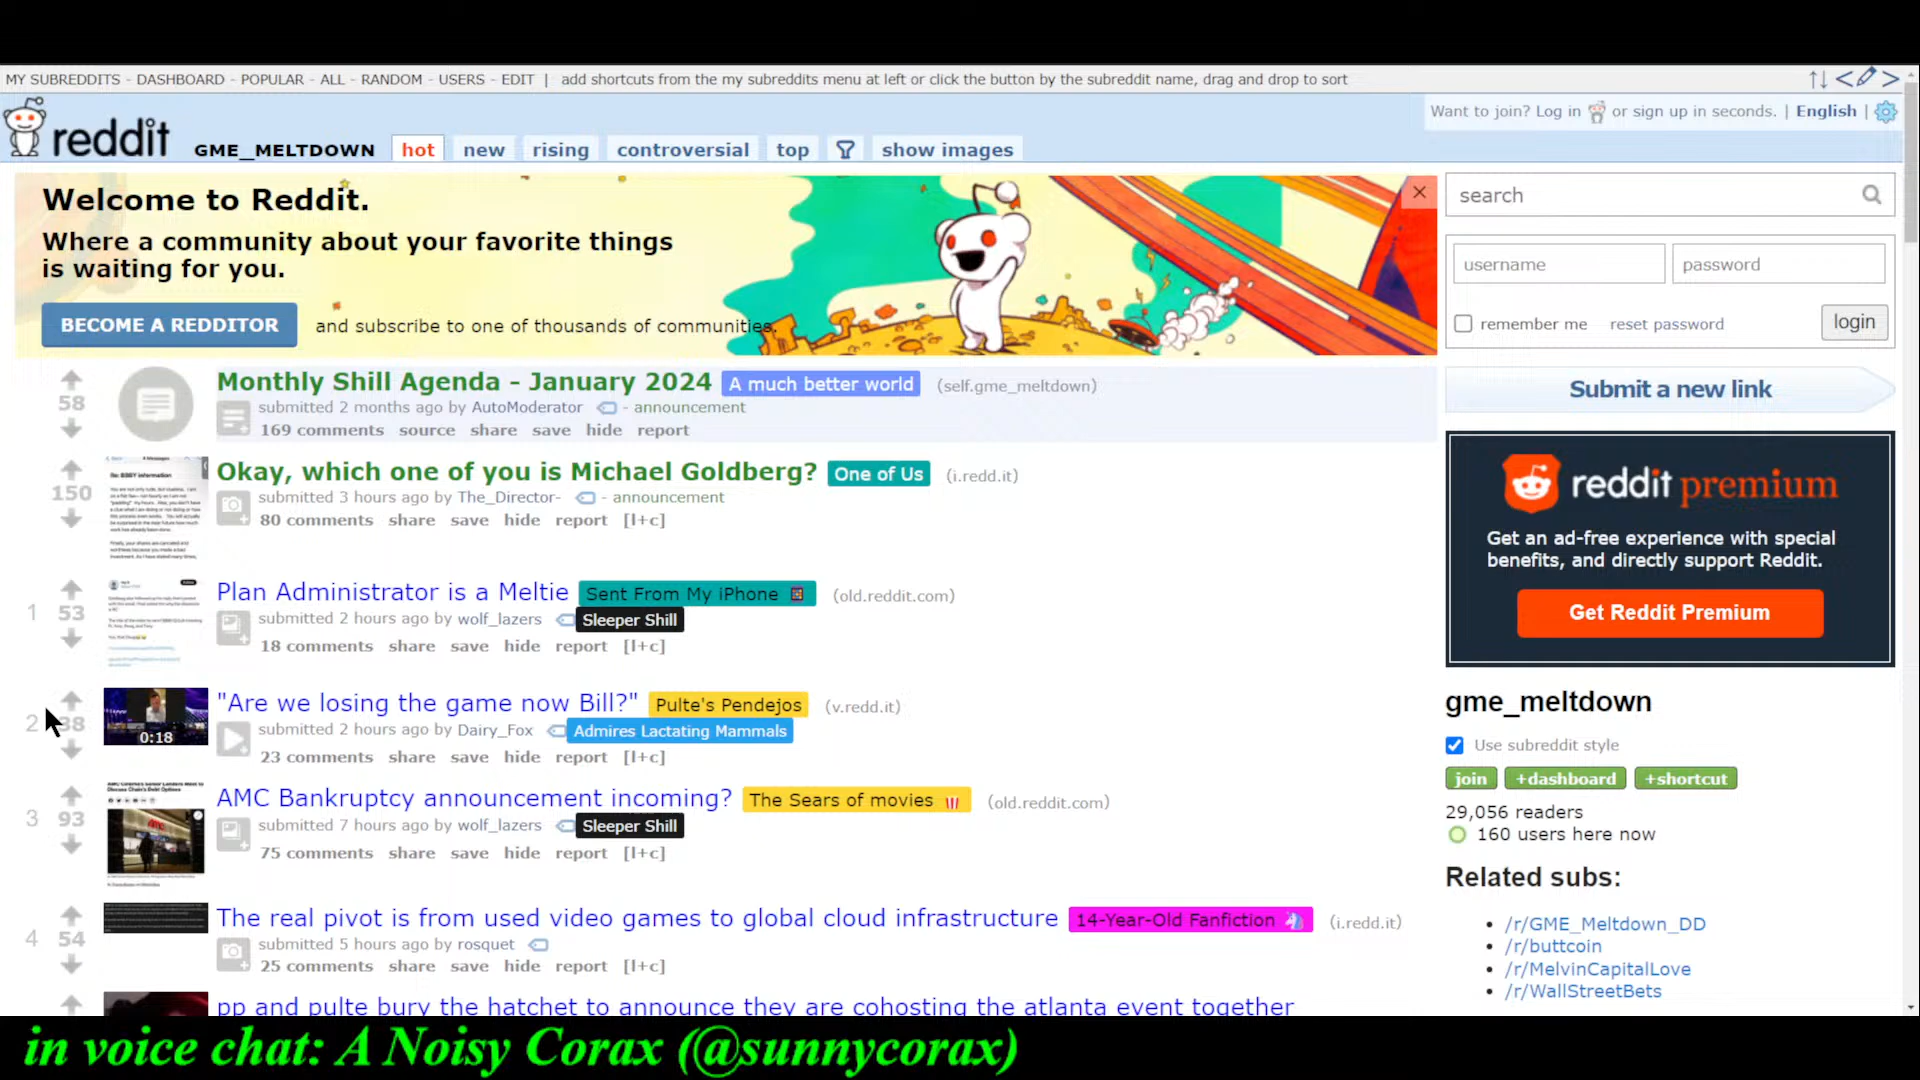 MY SUBREDDITS - DASHBOARD - POPULAR - ALL - RANDOM - USERS - EDIT | add shortcuts from the my subreddits menu at left or click the button by the subreddit name, drag and drop to sort
Want to join? Log in or sign up in seconds. | English |
reddit GME_MELTDOWN hot new rising controversial top show images
Welcome to Reddit.
Where a community about your favorite things
is waiting for you.
BECOME A REDDITOR and subscribe to one of thousands of communities.
search
username password
remember me reset password login
Submit a new link
reddit premium
Get an ad-free experience with special
benefits, and directly support Reddit.
Get Reddit Premium
Monthly Shill Agenda - January 2024 A much better world (self.gme_meltdown)
58 submitted 2 months ago by AutoModerator - announcement
169 comments source share save hide report
Okay, which one of you is Michael Goldberg? One of Us (i.redd.it)
150 submitted 3 hours ago by The_Director- - announcement
80 comments share save hide report [l+c]
Plan Administrator is a Meltie Sent From My iPhone (old.reddit.com)
1 53 submitted 2 hours ago by wolf_lazers Sleeper Shill
18 comments share save hide report [l+c]
"Are we losing the game now Bill?" Pulte's Pendejos (v.redd.it)
2 38 0:18 submitted 2 hours ago by Dairy_Fox Admires Lactating Mammals
23 comments share save hide report [l+c]
AMC Bankruptcy announcement incoming? The Sears of movies (old.reddit.com)
3 93 submitted 7 hours ago by wolf_lazers Sleeper Shill
75 comments share save hide report [l+c]
The real pivot is from used video games to global cloud infrastructure 14-Year-Old Fanfiction (i.redd.it)
4 54 submitted 5 hours ago by rosquet
25 comments share save hide report [l+c]
pp and pulte bury the hatchet to announce they are cohosting the atlanta event together
gme_meltdown
Use subreddit style
join +dashboard +shortcut
29,056 readers
160 users here now
Related subs:
/r/GME_Meltdown_DD
/r/buttcoin
/r/MelvinCapitalLove
/r/WallStreetBets
in voice chat: A Noisy Corax (@sunnycorax)